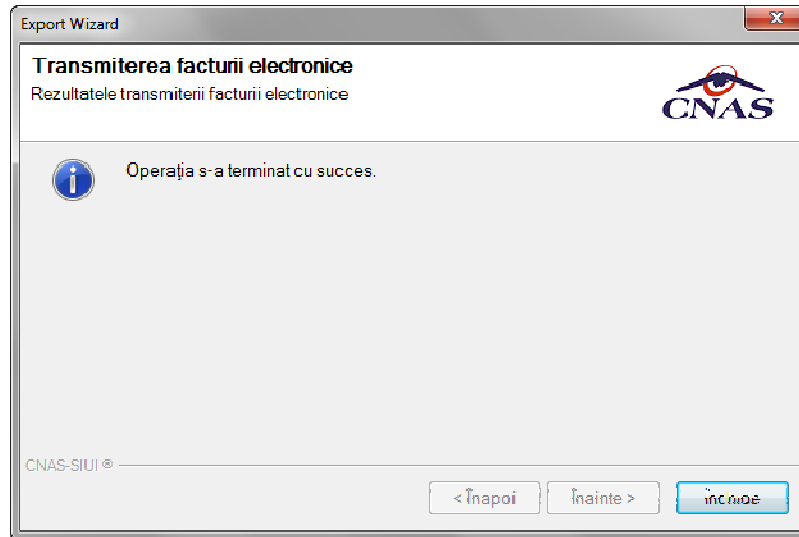 Export Wizard
Transmiterea facturii electronice
Rezultatele transmiterii facturii electronice
CNAS
Operaţia s-a terminat cu succes.
CNAS-SIUI ®
< Înapoi
Înainte >